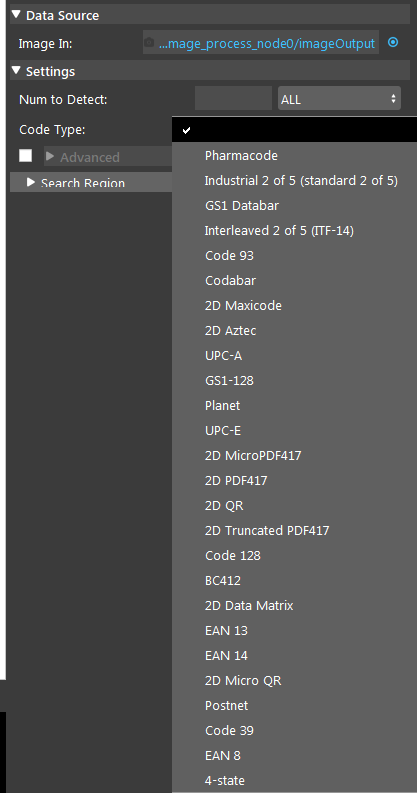 Data Source
Image In: ...mage_process_node0/imageOutput
Settings
Num to Detect: ALL
Code Type:
Advanced
Search Region
Pharmacode
Industrial 2 of 5 (standard 2 of 5)
GS1 Databar
Interleaved 2 of 5 (ITF-14)
Code 93
Codabar
2D Maxicode
2D Aztec
UPC-A
GS1-128
Planet
UPC-E
2D MicroPDF417
2D PDF417
2D QR
2D Truncated PDF417
Code 128
BC412
2D Data Matrix
EAN 13
EAN 14
2D Micro QR
Postnet
Code 39
EAN 8
4-state